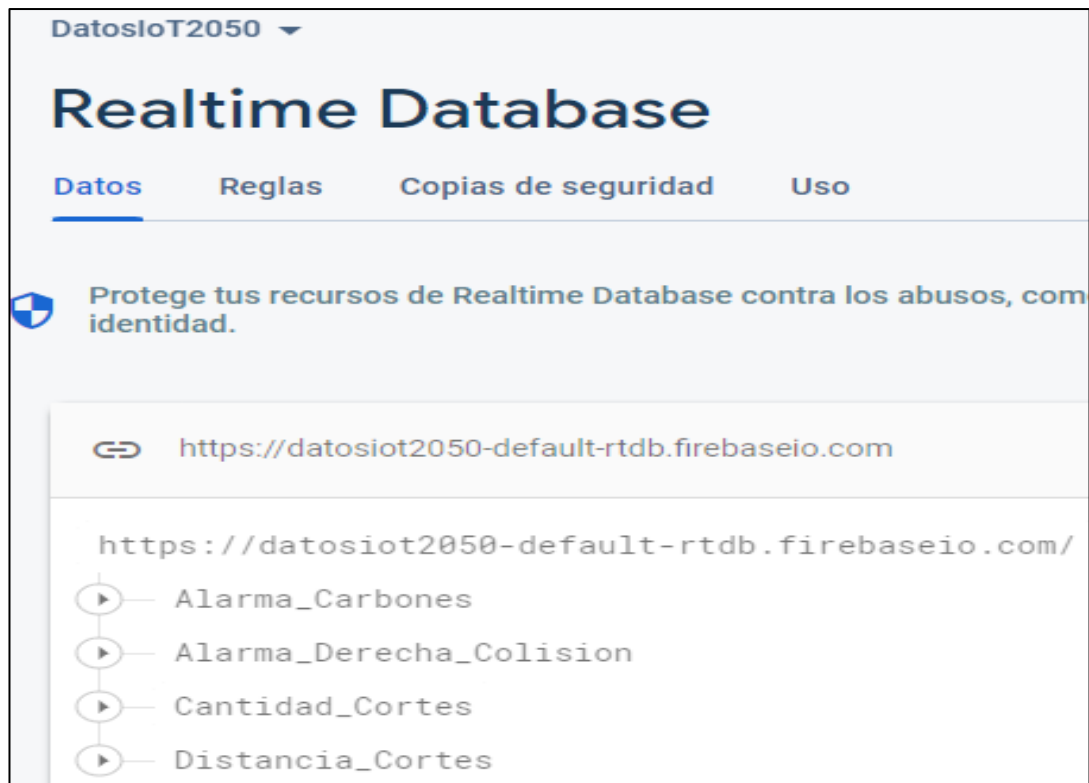 DatosIoT2050
Realtime Database
Datos Reglas Copias de seguridad Uso
Protege tus recursos de Realtime Database contra los abusos, com
identidad.
https://datosiot2050-default-rtdb.firebaseio.com
https://datosiot2050-default-rtdb.firebaseio.com/
Alarma_Carbones
Alarma_Derecha_Colision
Cantidad_Cortes
Distancia_Cortes